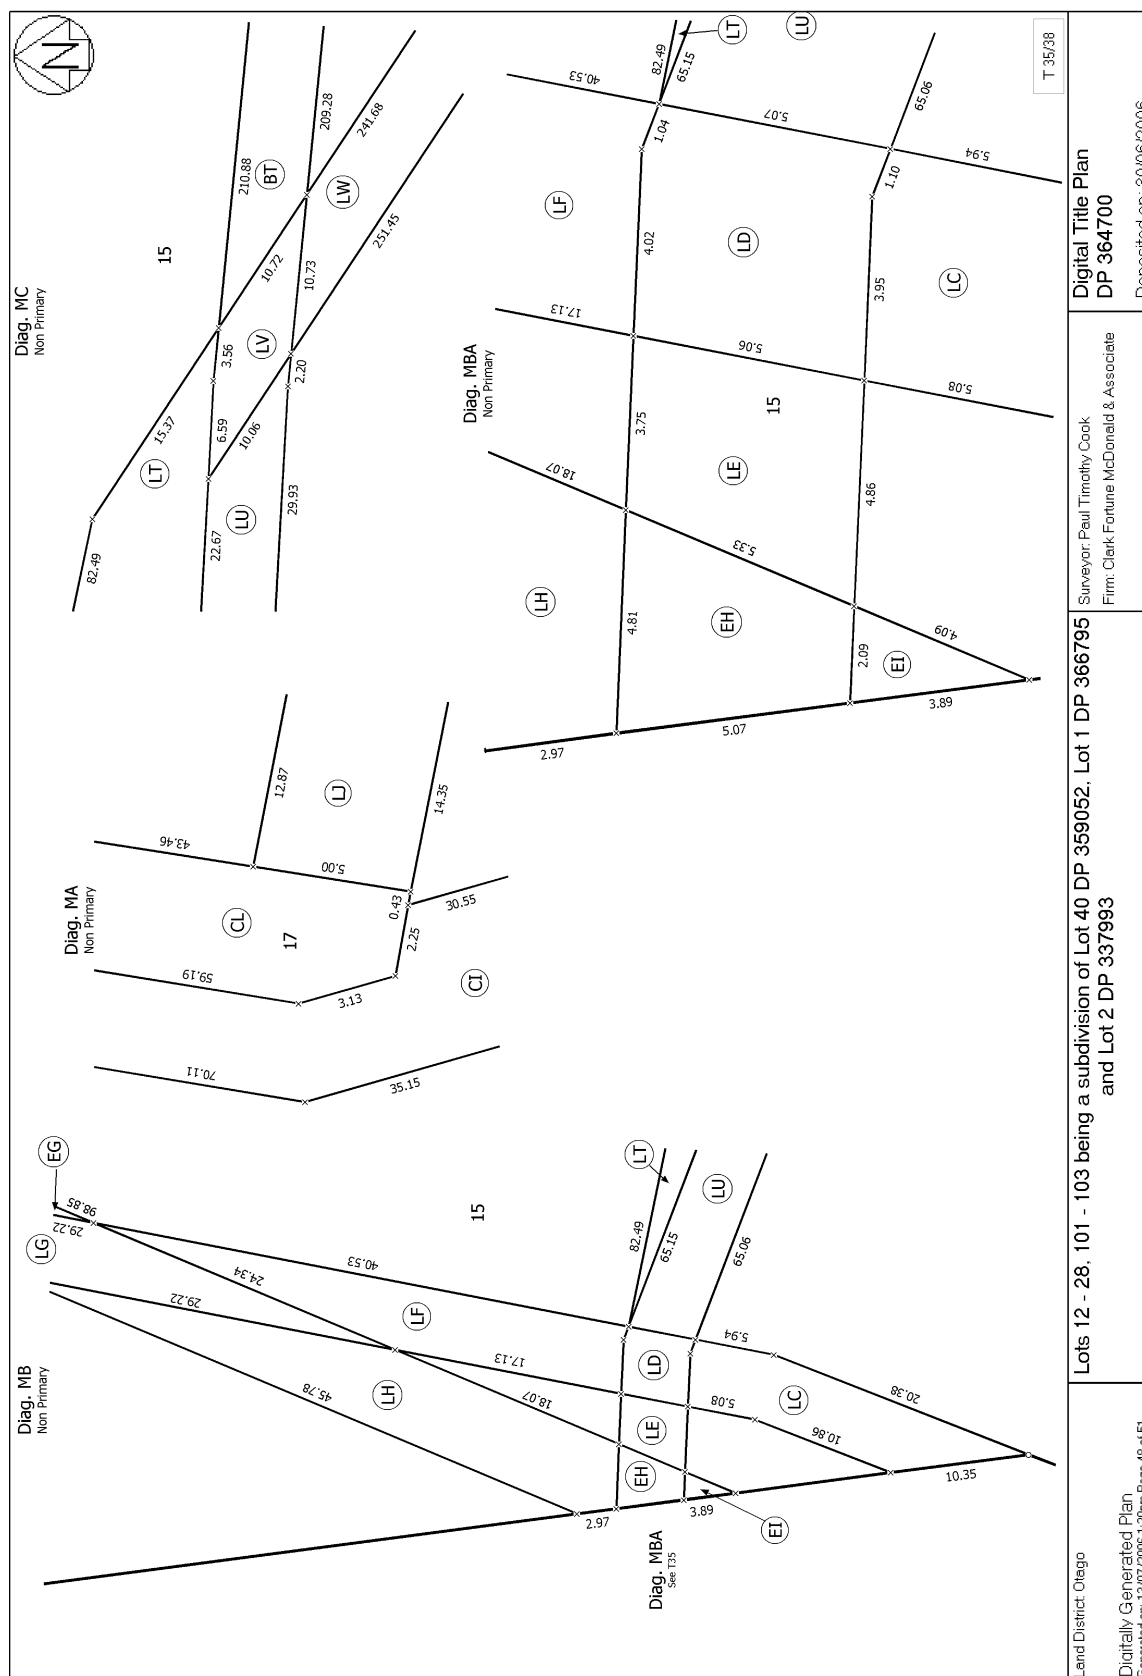 N
Diag. MC
Non Primary
210.88
209.28
241.68
BT
LW
15
251.45
10.72
10.73
LV
3.56
2.20
15.37
6.59
10.06
LT
LU
22.67
29.93
82.49
Diag. MBA
Non Primary
LT
LU
82.49
65.15
40.53
5.07
65.06
1.04
5.94
1.10
LF
4.02
LD
3.95
LC
17.13
5.06
5.08
15
3.75
LE
4.86
18.07
5.33
LH
4.81
EH
2.09
EI
4.09
2.97
5.07
3.89
T 35/38
Diag. MA
Non Primary
12.87
LJ
14.35
43.46
5.00
0.43
30.55
CL
17
2.25
59.19
3.13
CI
70.11
35.15
Diag. MB
Non Primary
EG
98.85
29.22
LG
24.34
40.53
15
LT
LU
82.49
65.15
65.06
29.22
LF
17.13
LD
5.94
LH
45.78
18.07
LE
5.08
LC
20.38
10.86
EH
2.97
3.89
10.35
EI
Diag. MBA
See T35
Land District: Otago
Digitally Generated Plan
Lots 12 - 28, 101 - 103 being a subdivision of Lot 40 DP 359052, Lot 1 DP 366795
and Lot 2 DP 337993
Surveyor: Paul Timothy Cook
Firm: Clark Fortune McDonald & Associate
Digital Title Plan
DP 364700